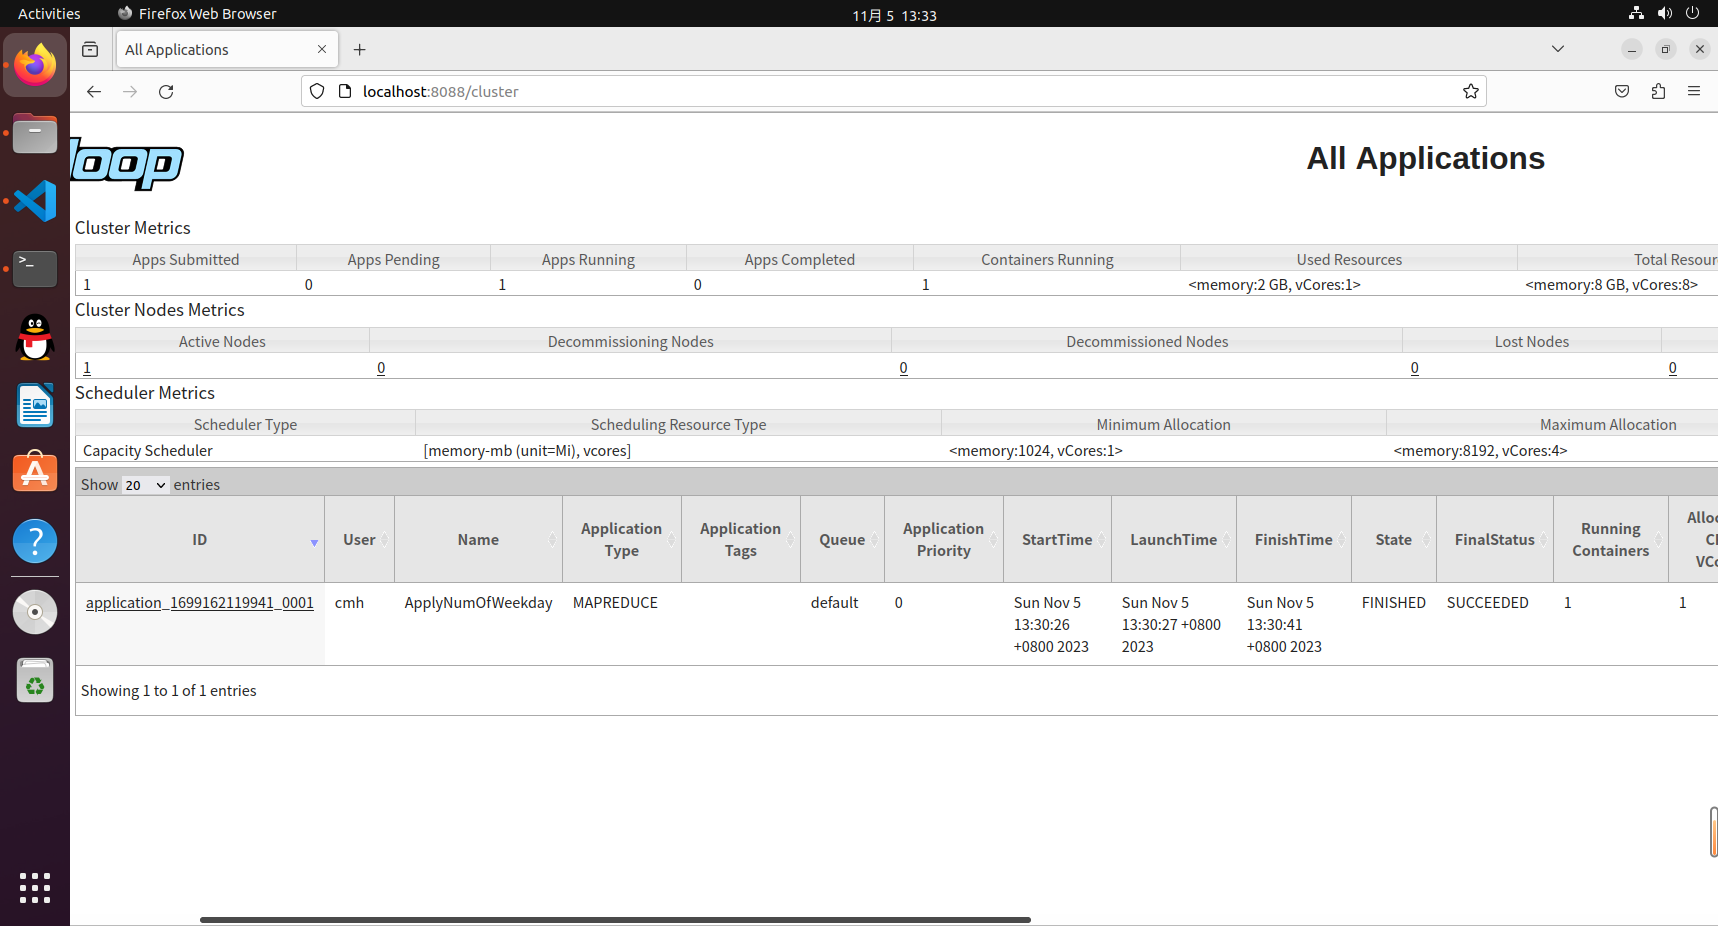 Activities Firefox Web Browser 11月 5 13:33
All Applications
localhost:8088/cluster
loop
All Applications
Cluster Metrics
Apps Submitted Apps Pending Apps Running Apps Completed Containers Running Used Resources Total Resour
1 0 1 0 1 <memory:2 GB, vCores:1> <memory:8 GB, vCores:8>
Cluster Nodes Metrics
Active Nodes Decommissioning Nodes Decommissioned Nodes Lost Nodes
1 0 0 0 0
Scheduler Metrics
Scheduler Type Scheduling Resource Type Minimum Allocation Maximum Allocation
Capacity Scheduler [memory-mb (unit=Mi), vcores] <memory:1024, vCores:1> <memory:8192, vCores:4>
Show 20 entries
ID User Name Application Type Application Tags Queue Application Priority StartTime LaunchTime FinishTime State FinalStatus Running Containers
application_1699162119941_0001 cmh ApplyNumOfWeekday MAPREDUCE default 0 Sun Nov 5 13:30:26 +0800 2023 Sun Nov 5 13:30:27 +0800 2023 Sun Nov 5 13:30:41 +0800 2023 FINISHED SUCCEEDED 1 1
Showing 1 to 1 of 1 entries